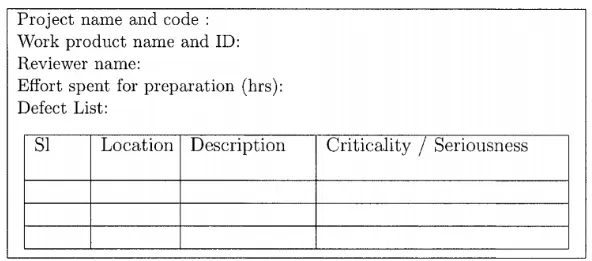 Project name and code :
Work product name and ID:
Reviewer name:
Effort spent for preparation (hrs):
Defect List:
Sl Location Description Criticality / Seriousness